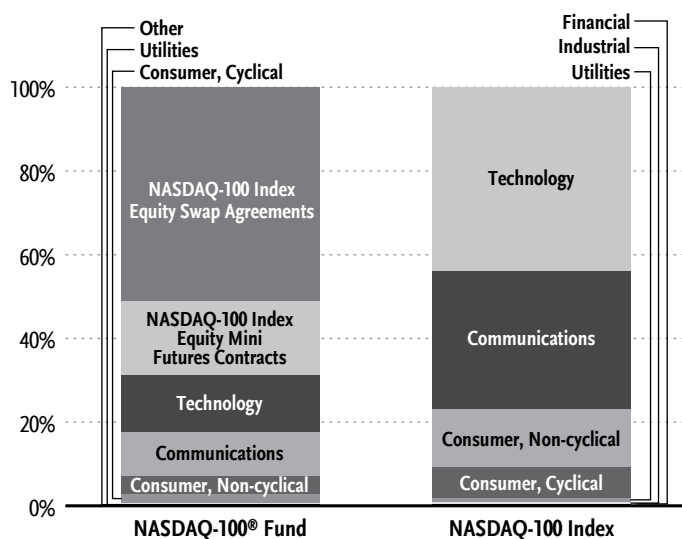 Other
Utilities
Consumer, Cyclical
Financial
Industrial
Utilities
100%
80%
60%
40%
20%
0%
NASDAQ-100 Index
Equity Swap Agreements
NASDAQ-100 Index
Equity Mini
Futures Contracts
Technology
Communications
Consumer, Non-cyclical
Technology
Communications
Consumer, Non-cyclical
Consumer, Cyclical
NASDAQ-100® Fund
NASDAQ-100 Index